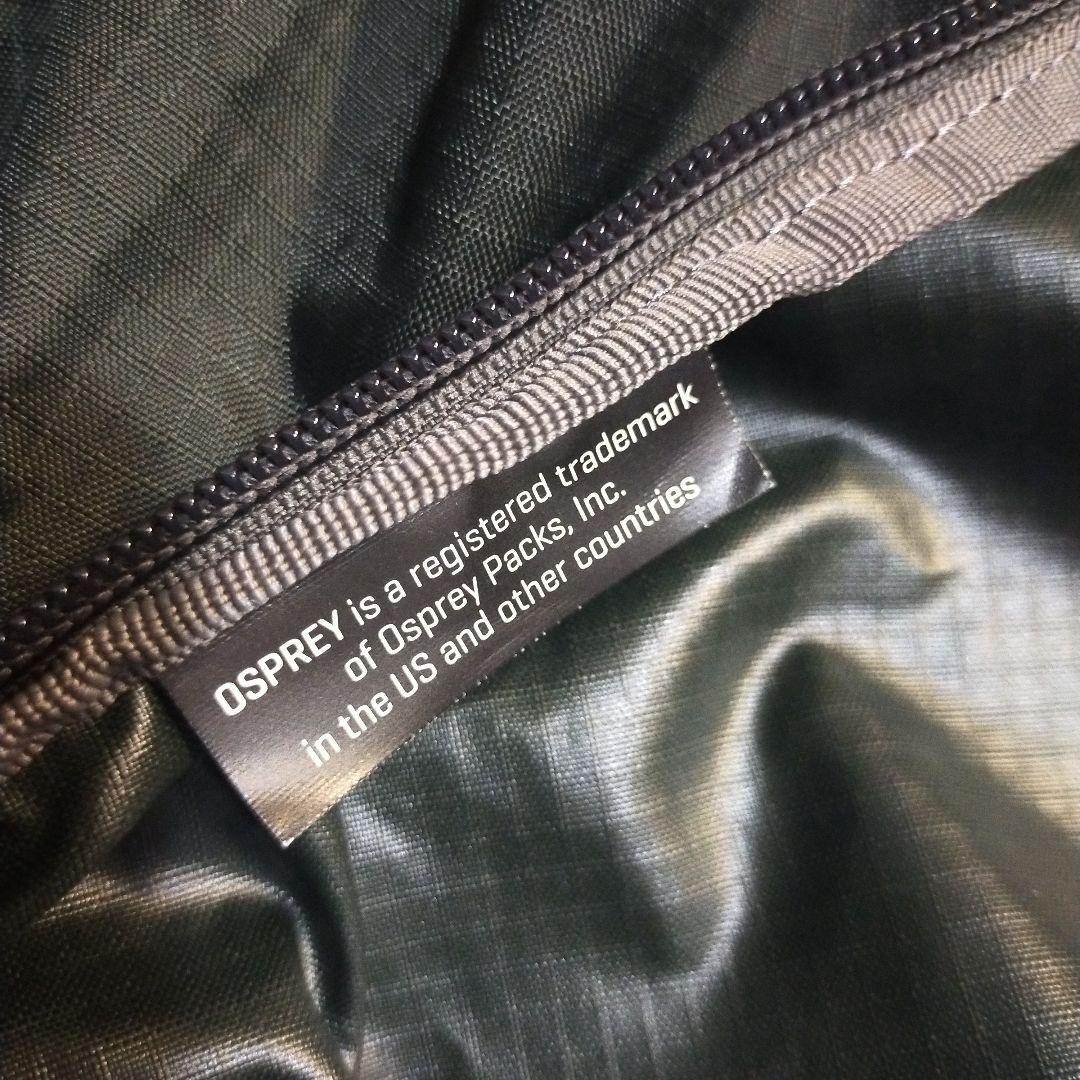 OSPREY is a registered trademark
of Osprey Packs, Inc.
in the US and other countries